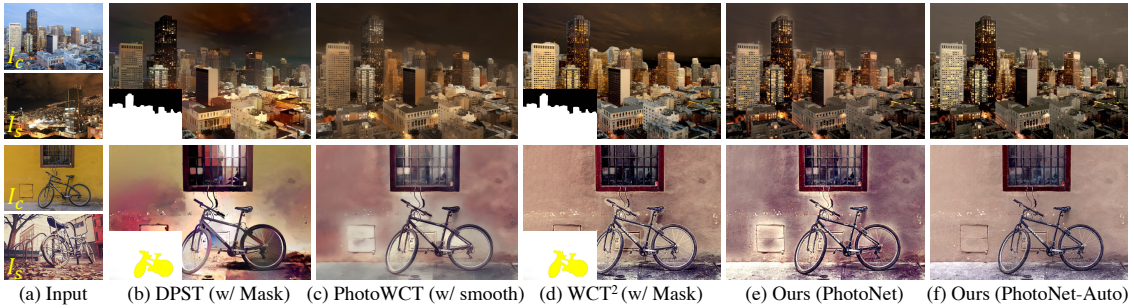 I_c
I_s
I_c
I_s
(a) Input (b) DPST (w/ Mask) (c) PhotoWCT (w/ smooth) (d) WCT² (w/ Mask) (e) Ours (PhotoNet) (f) Ours (PhotoNet-Auto)